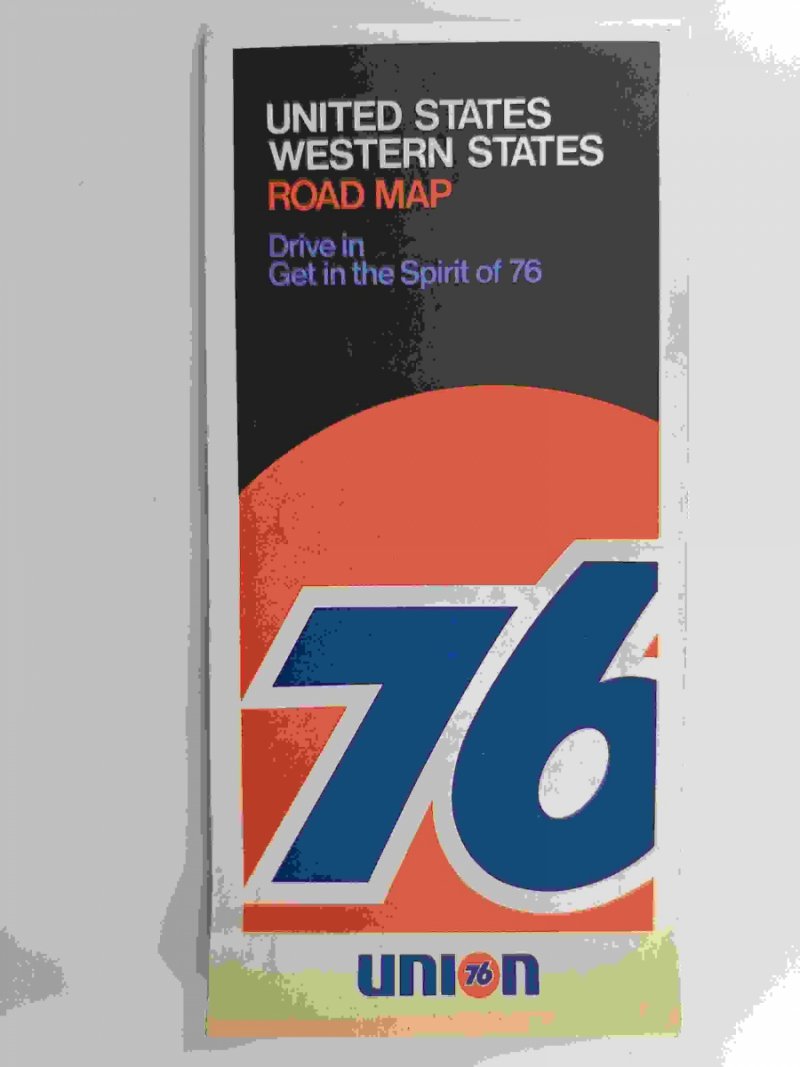 UNITED STATES
WESTERN STATES
ROAD MAP
Drive in
Get in the Spirit of 76
76
union 76